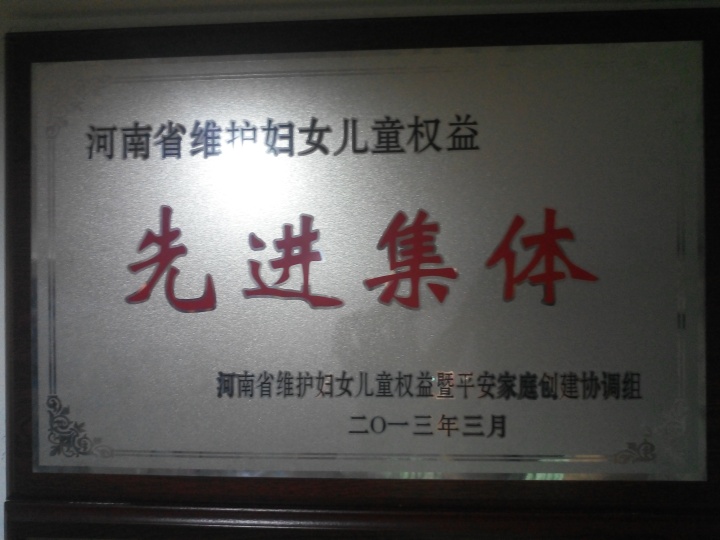 河南省维护妇女儿童权益
先进集体
河南省维护妇女儿童权益暨平安家庭创建协调组
二〇一三年三月